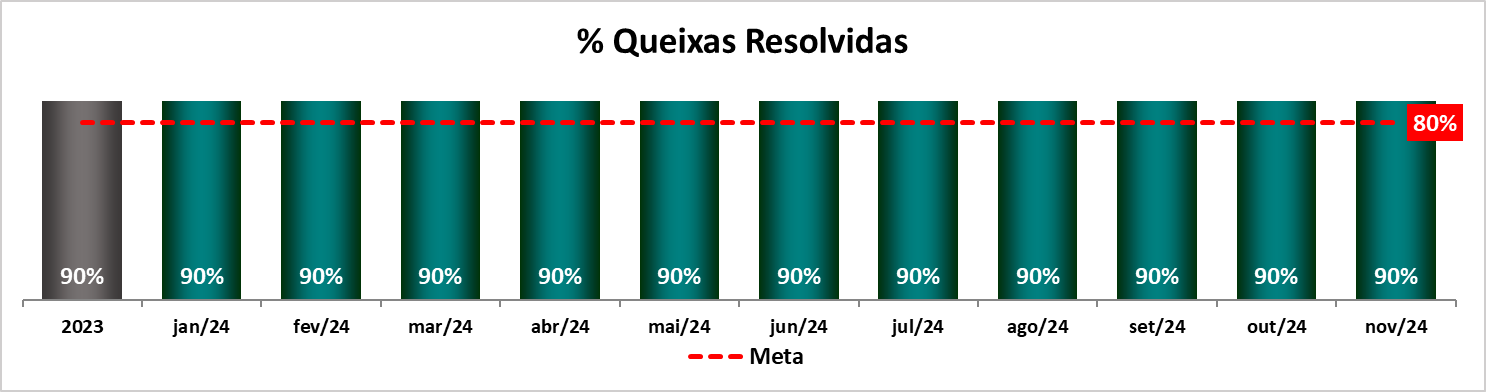 % Queixas Resolvidas
80%
90% 90% 90% 90% 90% 90% 90% 90% 90% 90% 90% 90%
2023 jan/24 fev/24 mar/24 abr/24 mai/24 jun/24 jul/24 ago/24 set/24 out/24 nov/24
Meta